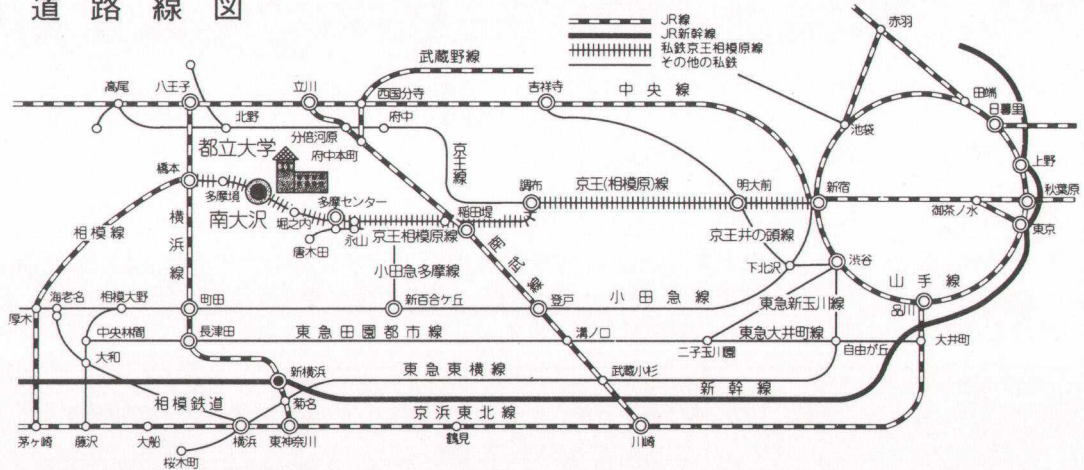 道路線図
JR線
JR新幹線
私鉄京王相模原線
その他の私鉄
赤羽
武蔵野線
高尾
八王子
立川
西国分寺
吉祥寺
中央線
田端
日暮里
北野
分倍河原
府中
池袋
都立大学
府中本町
京王線
上野
橋本
多摩境
調布
京王(相模原)線
明大前
新宿
秋葉原
南大沢
多摩センター
堀之内
稲田堤
御茶ノ水
東京
相模線
横浜線
永山
京王相模原線
南武線
京王井の頭線
唐木田
下北沢
渋谷
小田急多摩線
山手線
海老名
相模大野
町田
新百合ヶ丘
登戸
小田急線
東急新玉川線
品川
厚木
中央林間
長津田
東急田園都市線
溝ノ口
東急大井町線
大井町
大和
二子玉川園
自由が丘
新横浜
東急東横線
武蔵小杉
新幹線
相模鉄道
菊名
京浜東北線
茅ヶ崎
藤沢
大船
横浜
東神奈川
鶴見
川崎
桜木町